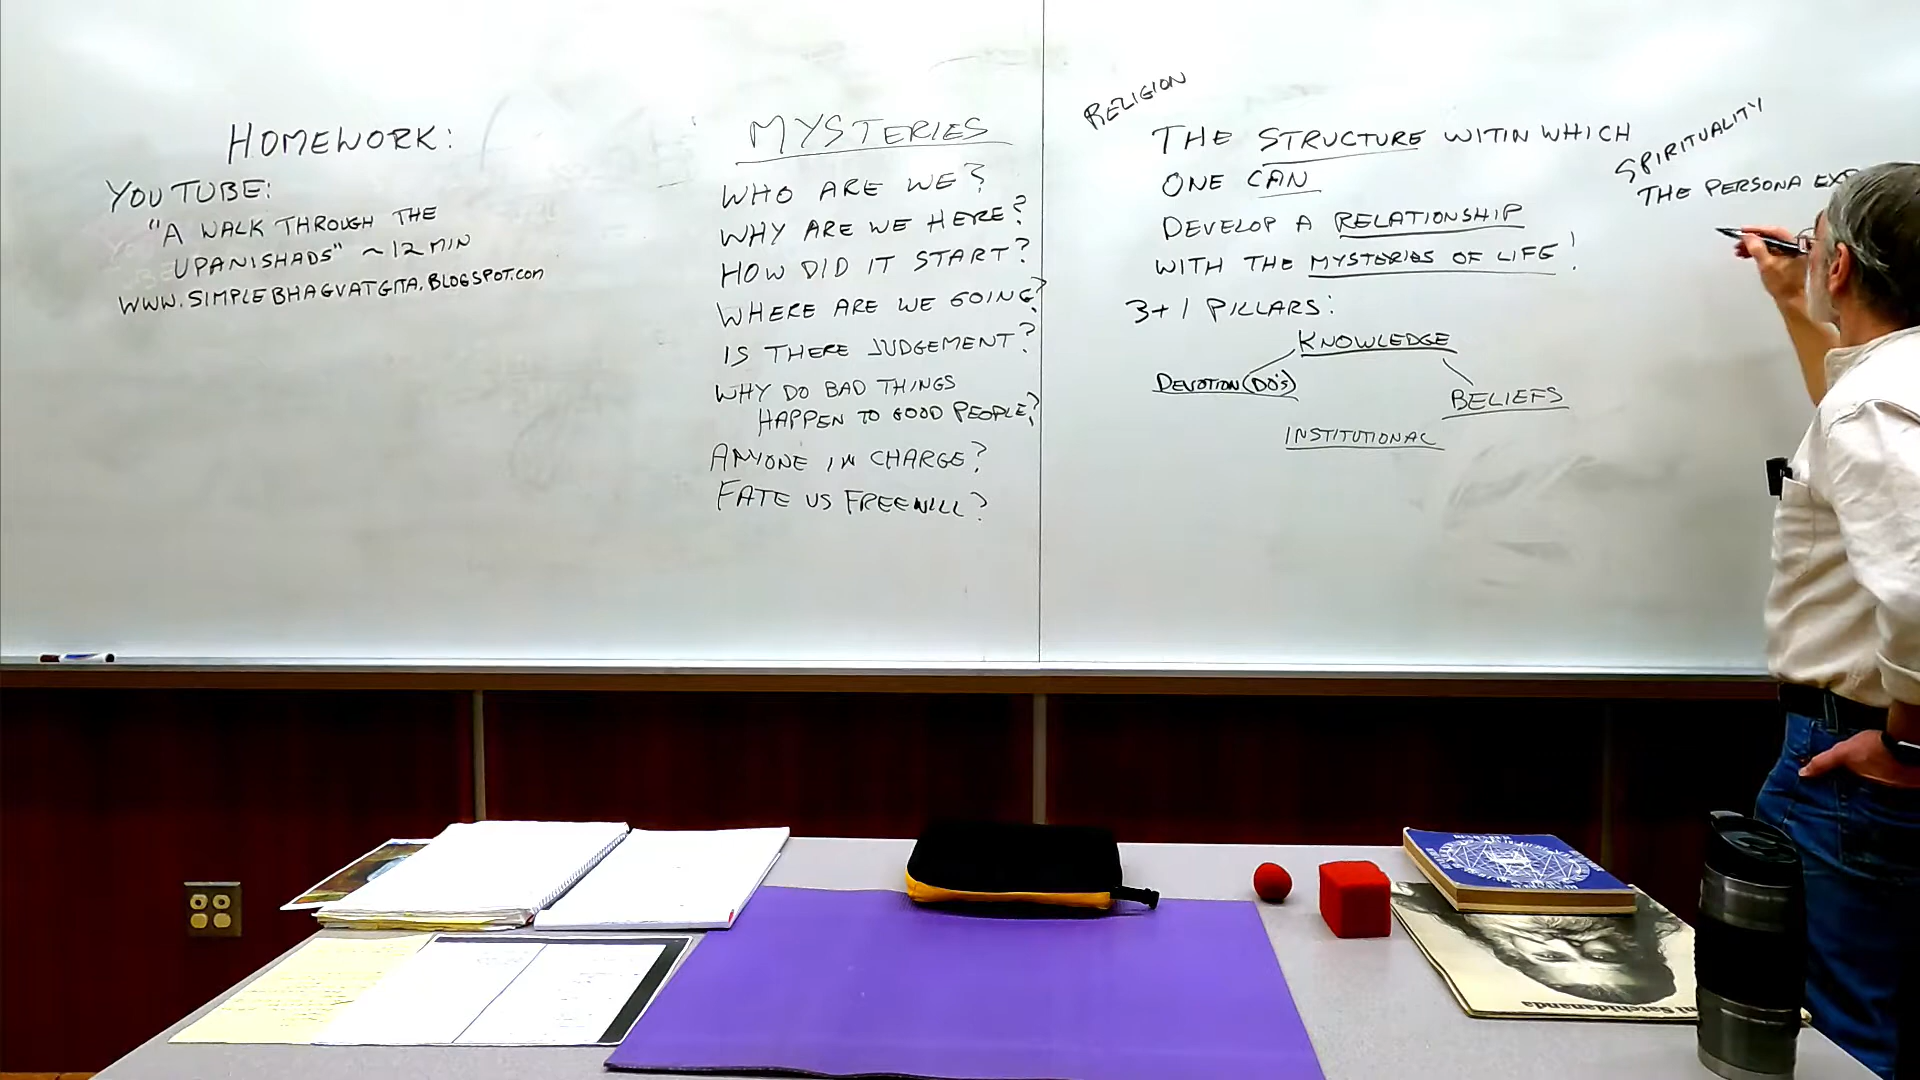 HOMEWORK:
YOUTUBE:
"A WALK THROUGH THE
UPANISHADS" ~12 MIN
WWW.SIMPLEBHAGVATGITA.BLOGSPOT.COM
MYSTERIES
WHO ARE WE?
WHY ARE WE HERE?
HOW DID IT START?
WHERE ARE WE GOING?
IS THERE JUDGEMENT?
WHY DO BAD THINGS
HAPPEN TO GOOD PEOPLE?
ANYONE IN CHARGE?
FATE VS FREEWILL?
RELIGION
THE STRUCTURE WITIN WHICH
ONE CAN
DEVELOP A RELATIONSHIP
WITH THE MYSTERIES OF LIFE!
3+1 PILLARS:
KNOWLEDGE
DEVOTION (DO'S)
BELIEFS
INSTITUTIONAL
SPIRITUALITY
THE PERSONA EXP
Satchidananda